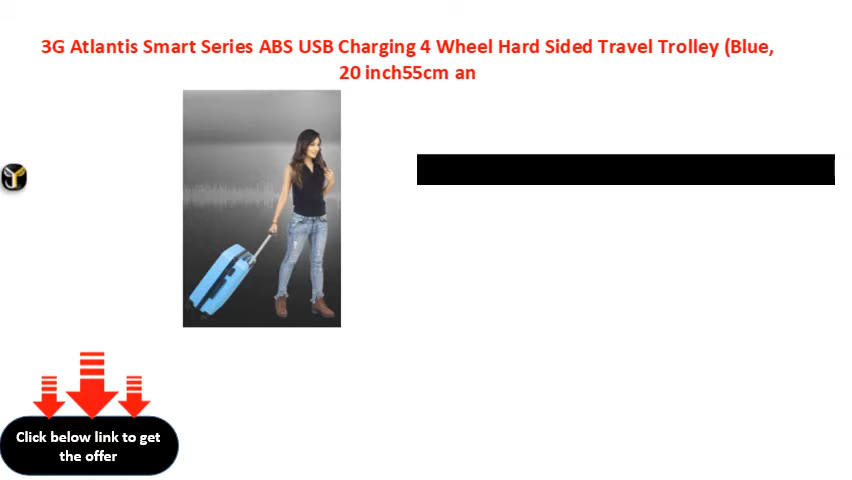 3G Atlantis Smart Series ABS USB Charging 4 Wheel Hard Sided Travel Trolley (Blue,
20 inch55cm an
Click below link to get
the offer